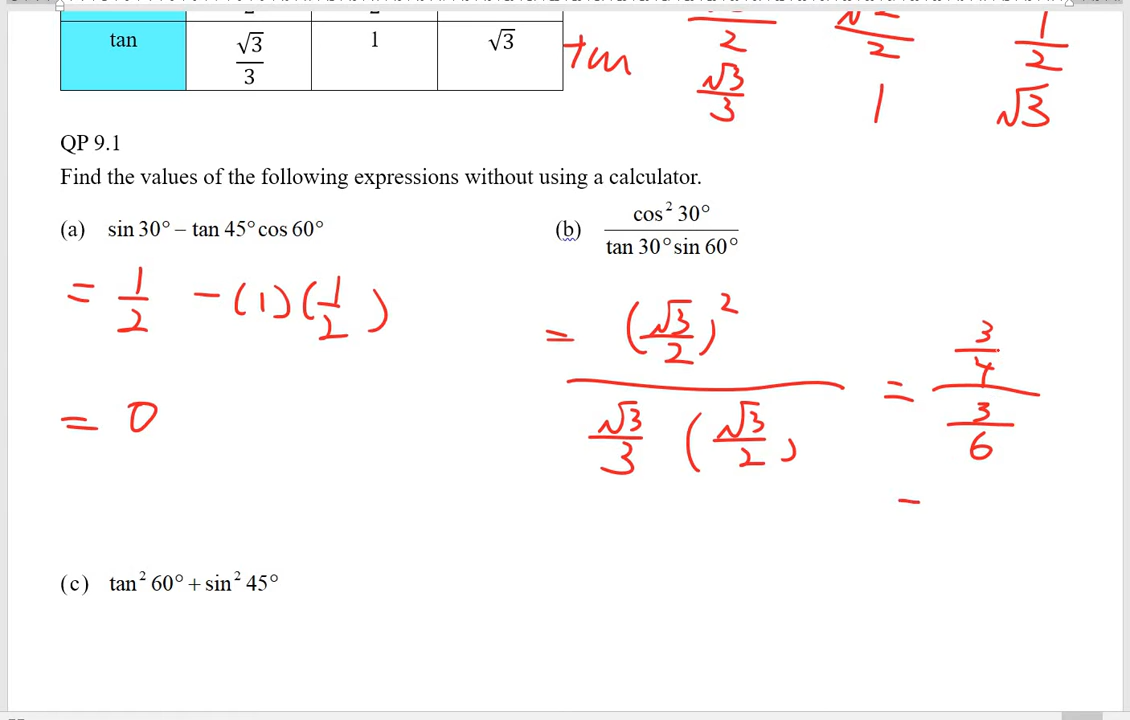 tan √3/3 1 √3
tan
√3/3 1 √3
2 2 1/2
QP 9.1
Find the values of the following expressions without using a calculator.
(a) sin 30° – tan 45° cos 60°
(b) cos² 30° / tan 30° sin 60°
= 1/2 – (1)(1/2)
= 0
= (√3/2)² / √3/3 (√3/2) = 3/4 / 3/6
–
(c) tan² 60° + sin² 45°